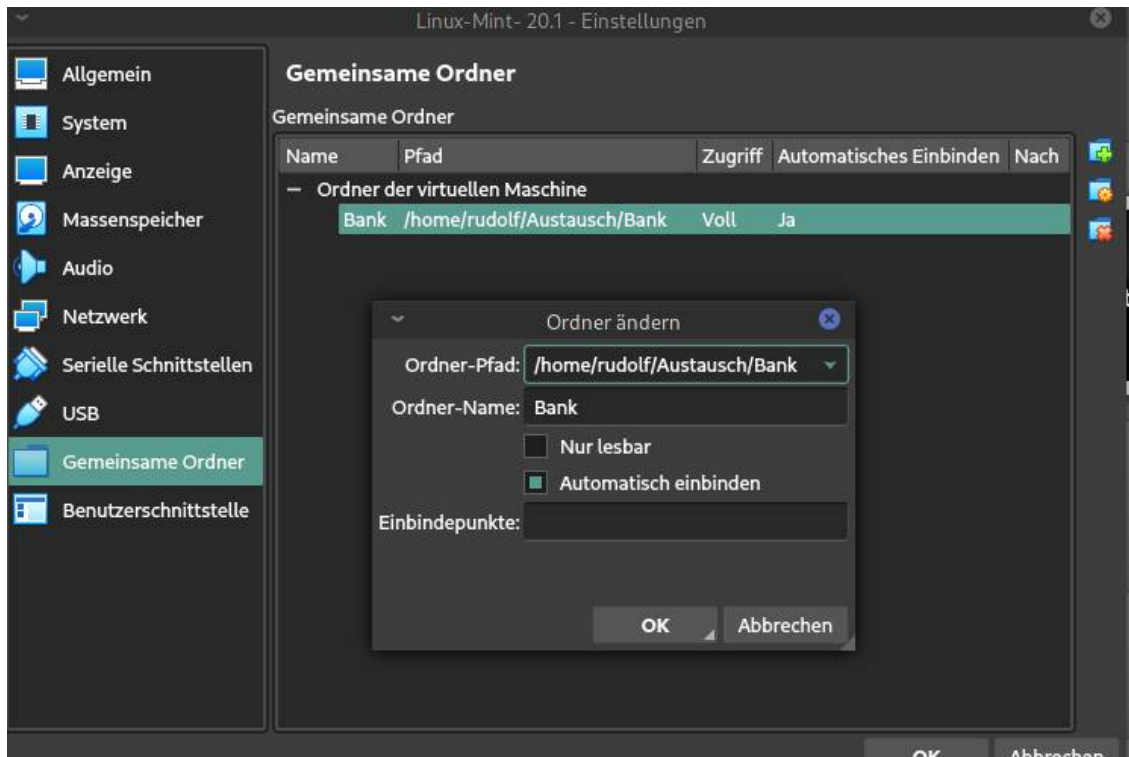 Linux-Mint- 20.1 - Einstellungen
Allgemein
System
Anzeige
Massenspeicher
Audio
Netzwerk
Serielle Schnittstellen
USB
Gemeinsame Ordner
Benutzerschnittstelle
Gemeinsame Ordner
Gemeinsame Ordner
Name Pfad Zugriff Automatisches Einbinden Nach
Ordner der virtuellen Maschine
Bank /home/rudolf/Austausch/Bank Voll Ja
Ordner ändern
Ordner-Pfad: /home/rudolf/Austausch/Bank
Ordner-Name: Bank
Nur lesbar
Automatisch einbinden
Einbindepunkte:
OK Abbrechen
OK Abbrechen